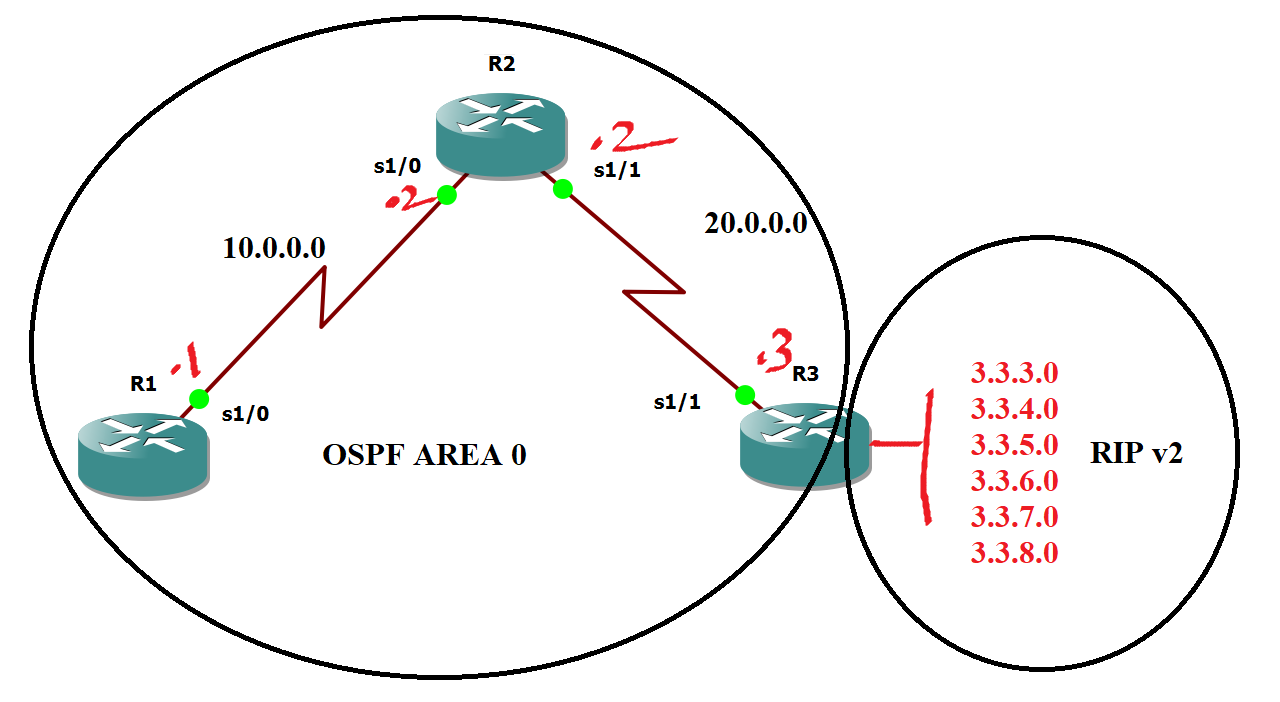 R2
.2
s1/0
s1/1
.2
20.0.0.0
10.0.0.0
.1
.3
R1
R3
s1/0
s1/1
3.3.3.0
3.3.4.0
3.3.5.0
3.3.6.0
3.3.7.0
3.3.8.0
OSPF AREA 0
RIP v2